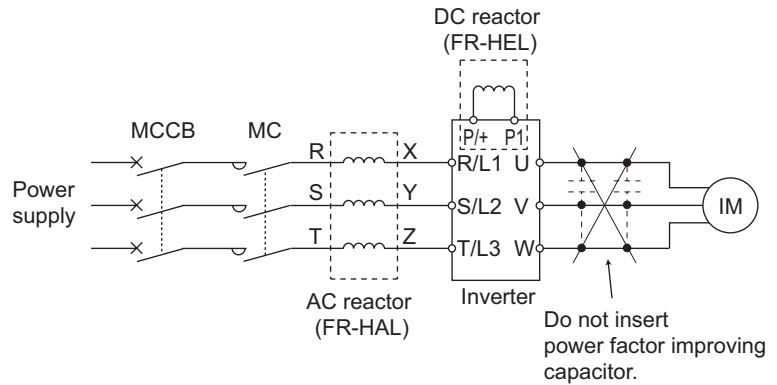 DC reactor
(FR-HEL)
MCCB
MC
P/+ P1
R X R/L1 U
Power
supply
S Y S/L2 V
IM
T Z T/L3 W
AC reactor
(FR-HAL)
Inverter
Do not insert
power factor improving
capacitor.